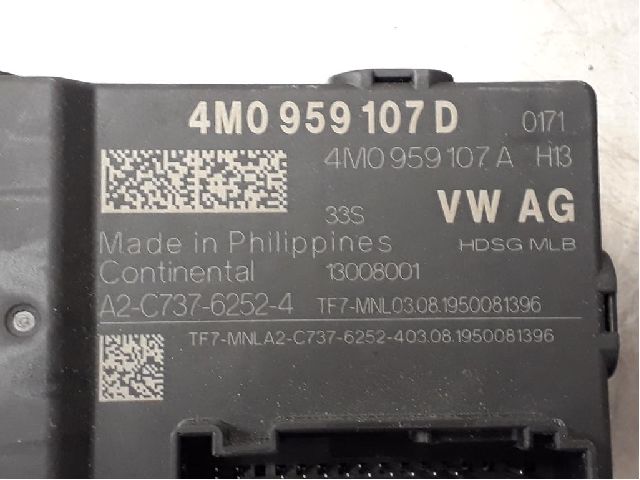 4M0 959 107 D 0171
4M0 959 107 A H13
33S VW AG
Made in Philippines HDSG MLB
Continental 13008001
A2-C737-6252-4 TF7-MNL03.08.1950081396
TF7-MNLA2-C737-6252-403.08.1950081396